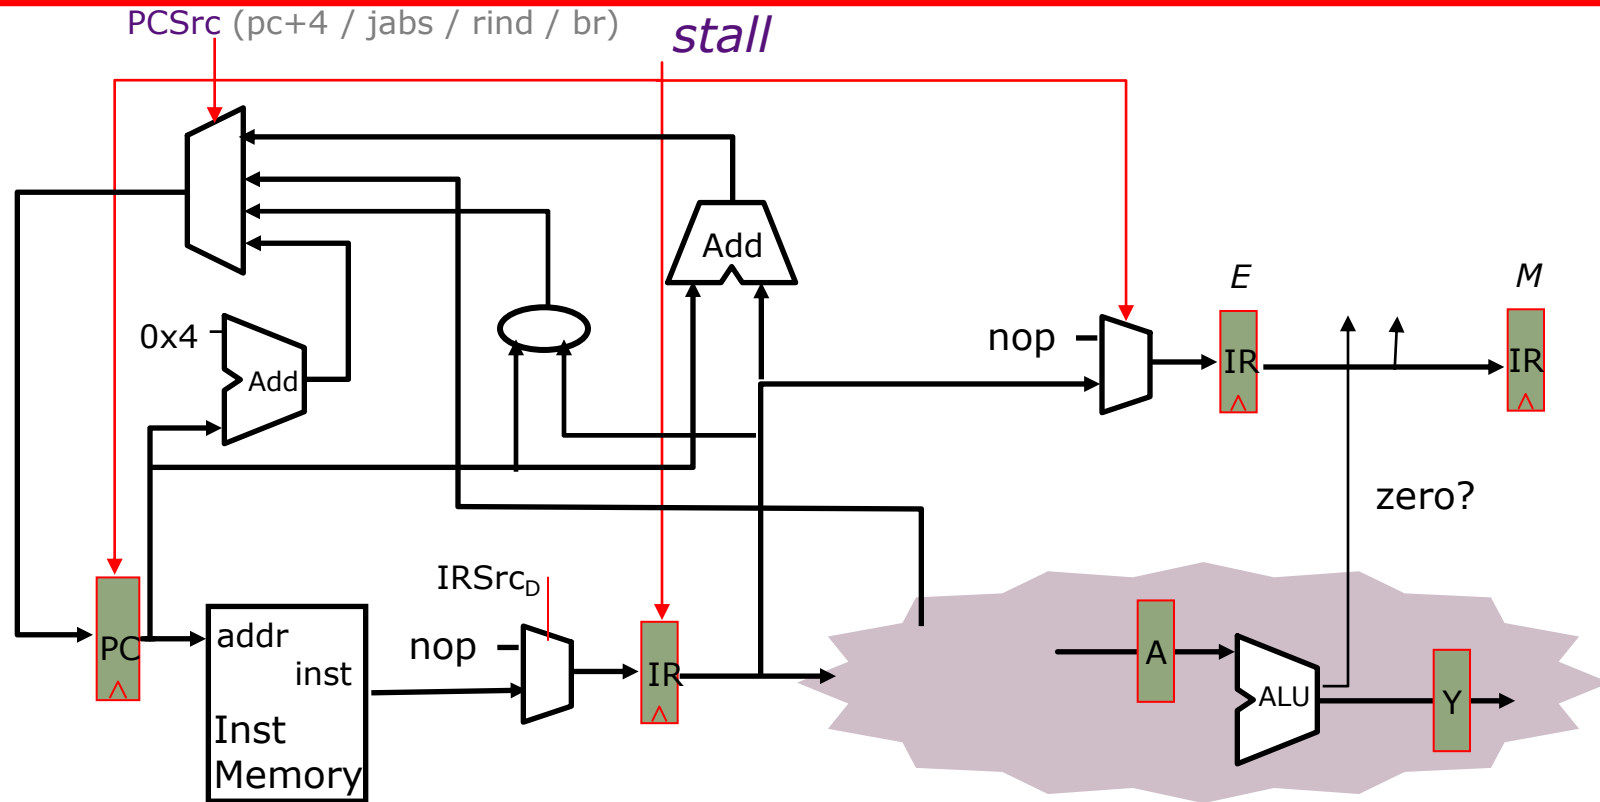 PCSrc (pc+4 / jabs / rind / br)
stall
Add
E
M
0x4
Add
nop
IR
IR
zero?
IRSrcD
PC
addr
inst
Inst
Memory
nop
IR
A
ALU
Y